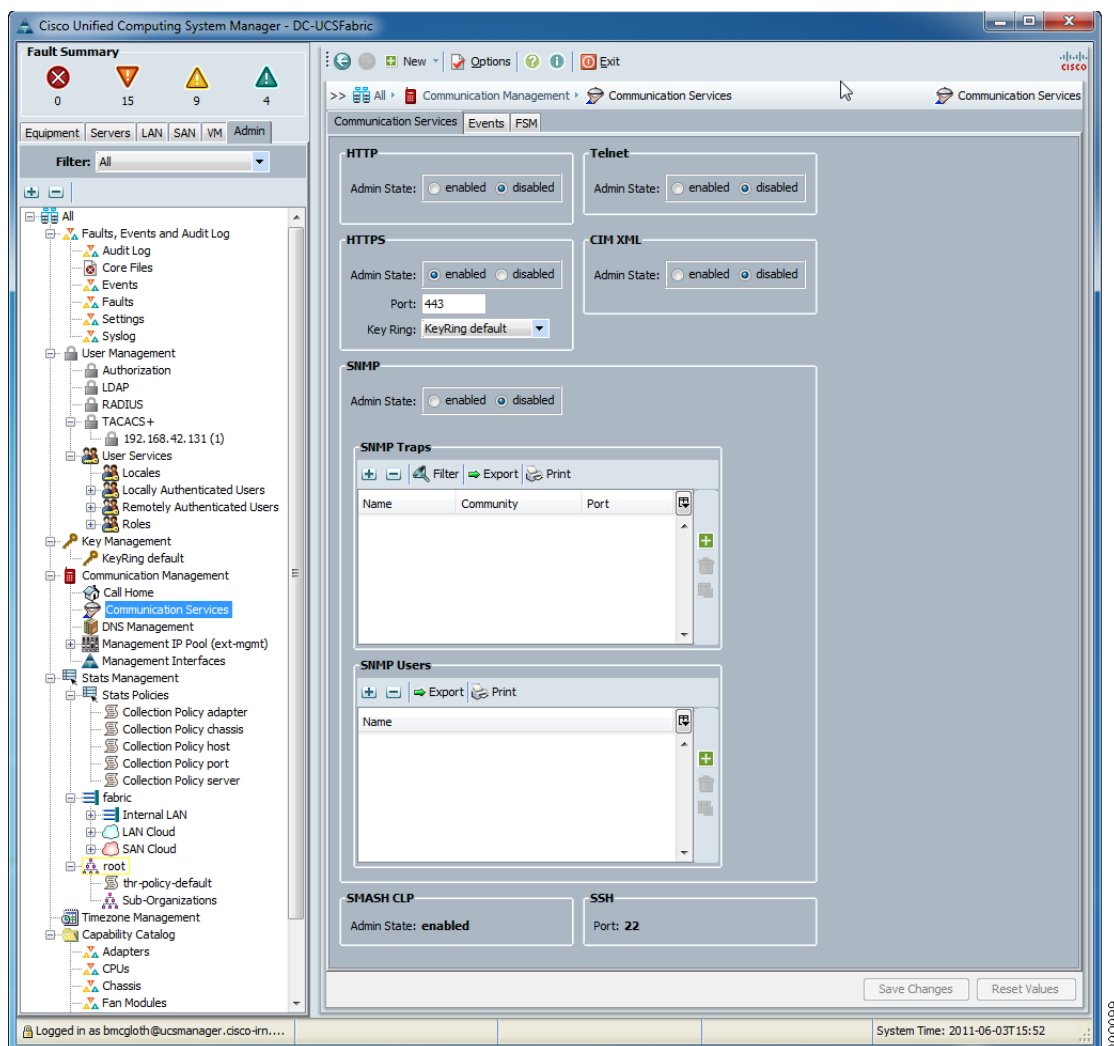 Cisco Unified Computing System Manager - DC-UCSFabric
Fault Summary
0 15 9 4
Equipment Servers LAN SAN VM Admin
Filter: All
All
Faults, Events and Audit Log
Audit Log
Core Files
Events
Faults
Settings
Syslog
User Management
Authorization
LDAP
RADIUS
TACACS+
192.168.42.131 (1)
User Services
Locales
Locally Authenticated Users
Remotely Authenticated Users
Roles
Key Management
KeyRing default
Communication Management
Call Home
Communication Services
DNS Management
Management IP Pool (ext-mgmt)
Management Interfaces
Stats Management
Stats Policies
Collection Policy adapter
Collection Policy chassis
Collection Policy host
Collection Policy port
Collection Policy server
fabric
Internal LAN
LAN Cloud
SAN Cloud
root
thr-policy-default
Sub-Organizations
Timezone Management
Capability Catalog
Adapters
CPUs
Chassis
Fan Modules
New Options Exit
CISCO
>> All Communication Management Communication Services Communication Services
Communication Services Events FSM
HTTP
Admin State: enabled disabled
Telnet
Admin State: enabled disabled
HTTPS
Admin State: enabled disabled
Port: 443
Key Ring: KeyRing default
CIM XML
Admin State: enabled disabled
SNMP
Admin State: enabled disabled
SNMP Traps
Filter Export Print
Name Community Port
SNMP Users
Export Print
Name
SMASH CLP
Admin State: enabled
SSH
Port: 22
Save Changes Reset Values
Logged in as bmcgloth@ucsmanager.cisco-irn....
System Time: 2011-06-03T15:52